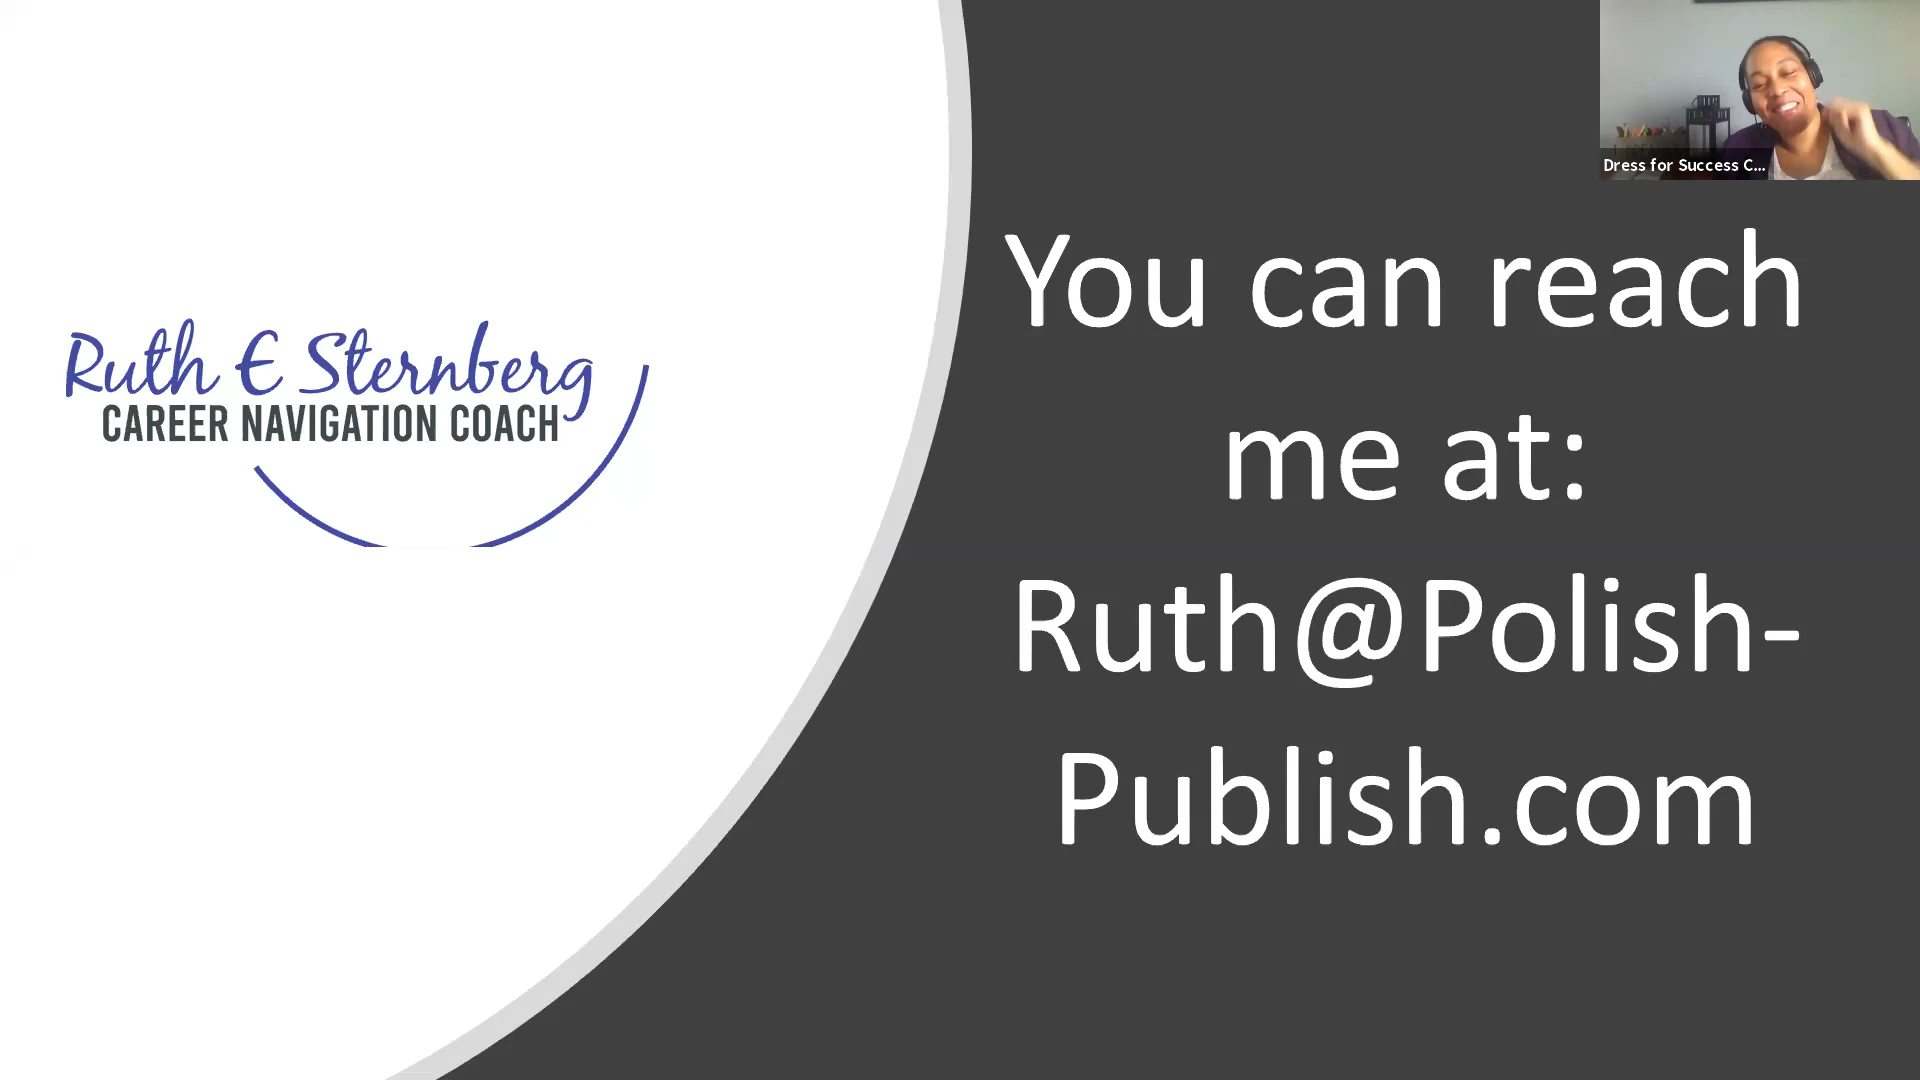 Ruth E Sternberg
CAREER NAVIGATION COACH
Dress for Success C...
You can reach
me at:
Ruth@Polish-
Publish.com